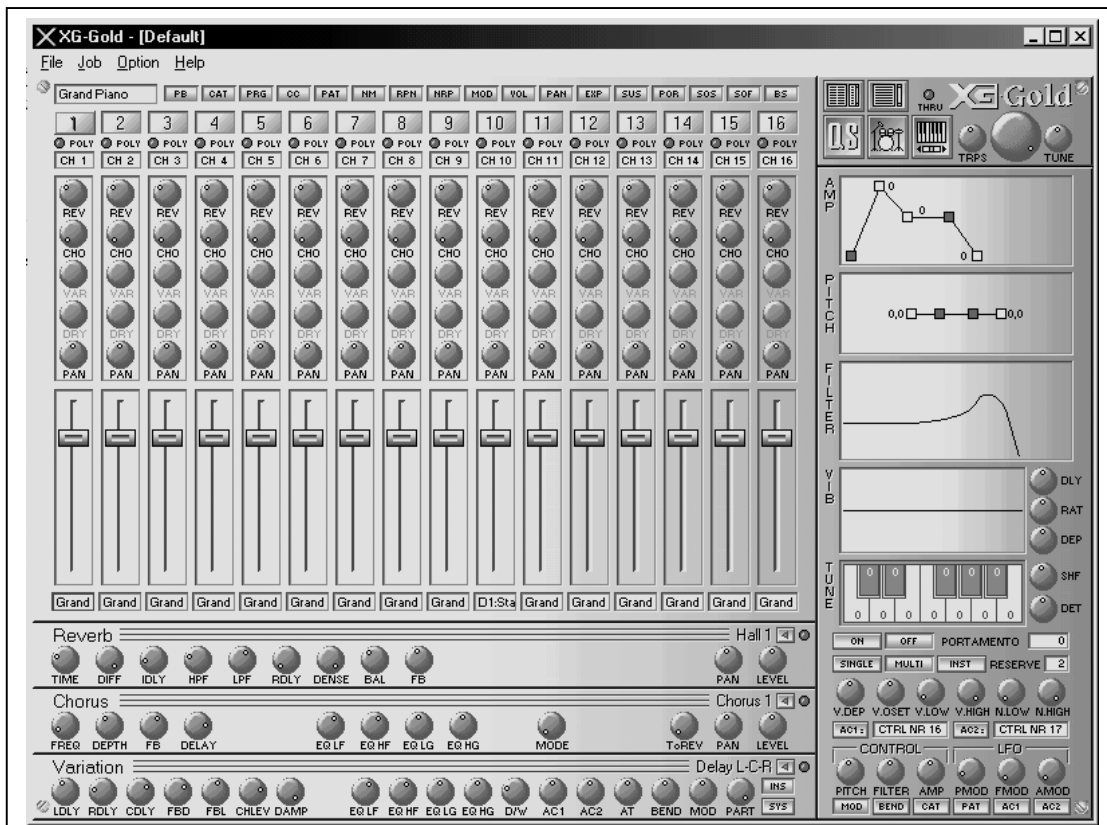 XG-Gold - [Default]
File Job Option Help
Grand Piano PB CAT PRG CC PAT NM RPN NRP MOD VOL PAN EXP SUS POR SOS SOF BS
1 2 3 4 5 6 7 8 9 10 11 12 13 14 15 16
POLY POLY POLY POLY POLY POLY POLY POLY POLY POLY POLY POLY POLY POLY POLY POLY
CH 1 CH 2 CH 3 CH 4 CH 5 CH 6 CH 7 CH 8 CH 9 CH 10 CH 11 CH 12 CH 13 CH 14 CH 15 CH 16
REV REV REV REV REV REV REV REV REV REV REV REV REV REV REV REV
CHO CHO CHO CHO CHO CHO CHO CHO CHO CHO CHO CHO CHO CHO CHO CHO
VAR VAR VAR VAR VAR VAR VAR VAR VAR VAR VAR VAR VAR VAR VAR VAR
DRY DRY DRY DRY DRY DRY DRY DRY DRY DRY DRY DRY DRY DRY DRY DRY
PAN PAN PAN PAN PAN PAN PAN PAN PAN PAN PAN PAN PAN PAN PAN PAN
Grand Grand Grand Grand Grand Grand Grand Grand Grand D1:Sta Grand Grand Grand Grand Grand Grand
Reverb Hall 1
TIME DIFF IDLY HPF LPF RDLY DENSE BAL FB PAN LEVEL
Chorus Chorus 1
FREQ DEPTH FB DELAY EQ LF EQ HF EQ LG EQ HG MODE ToREV PAN LEVEL
Variation Delay L-C-R
INS
LDLY RDLY CDLY FBD FBL CHLEV DAMP EQ LF EQ HF EQ LG EQ HG D/W AC1 AC2 AT BEND MOD PART SYS
THRU XG Gold
QS TRPS TUNE
AMP 0 0 0
PITCH 0,0 0,0
FILTER
VIB DLY
RAT
DEP
TUNE 0 0 0 0 0 SHF
0 0 0 0 0 0 0 DET
ON OFF PORTAMENTO 0
SINGLE MULTI INST RESERVE 2
V.DEP V.OSET V.LOW V.HIGH N.LOW N.HIGH
AC1: CTRL NR 16 AC2: CTRL NR 17
CONTROL LFO
PITCH FILTER AMP PMOD FMOD AMOD
MOD BEND CAT PAT AC1 AC2